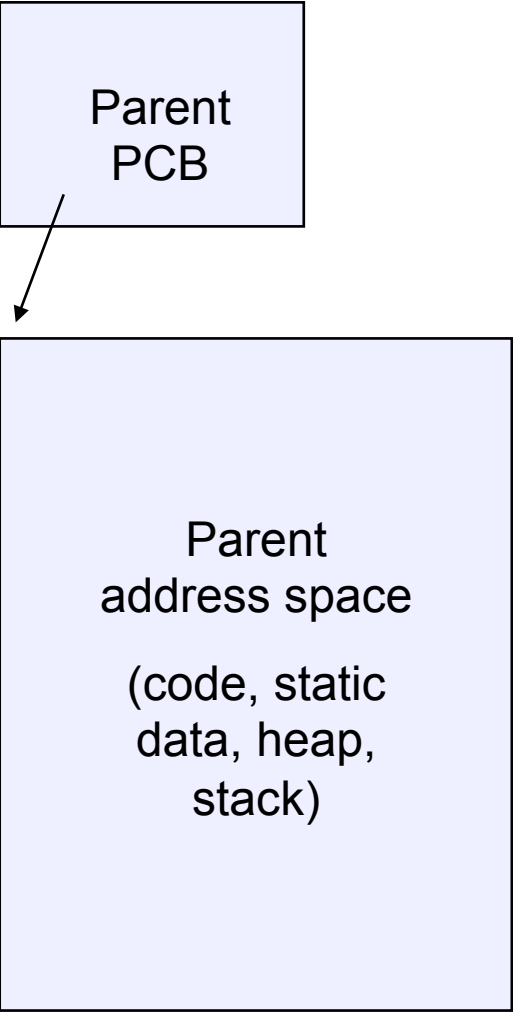 Parent
PCB
Parent
address space
(code, static
data, heap,
stack)